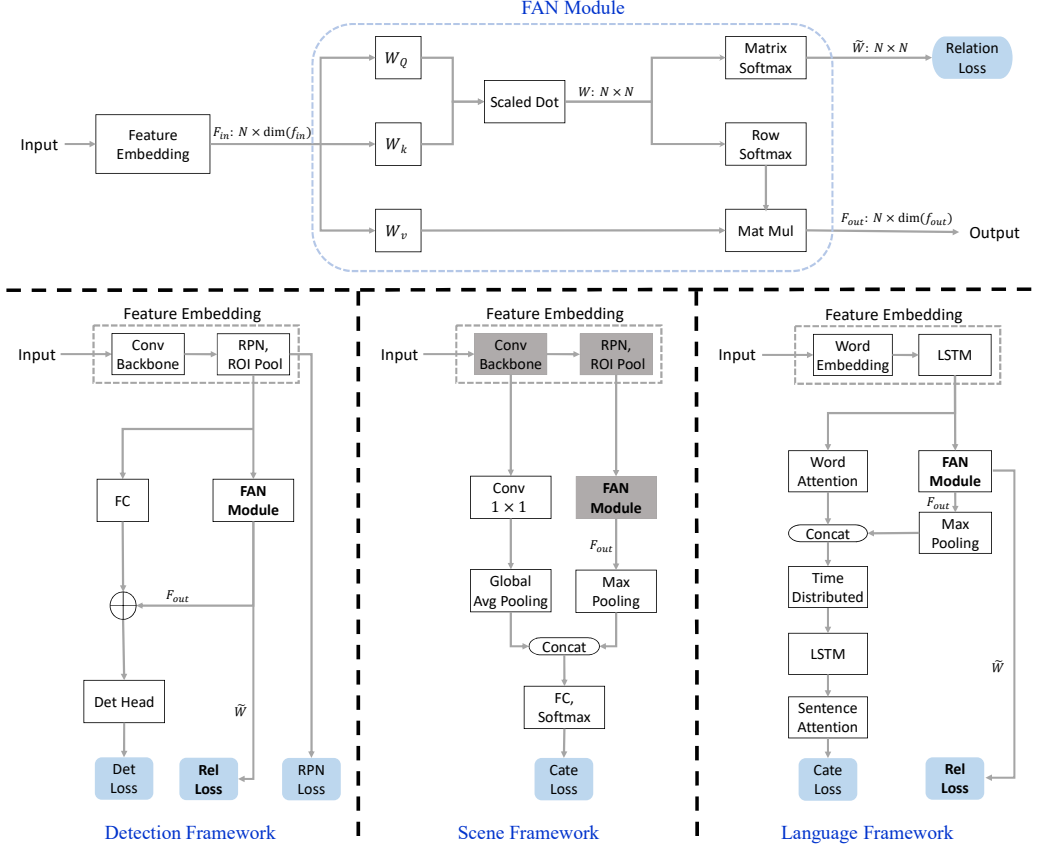 FAN Module
W_Q
Matrix
Softmax
W̃: N × N
Relation
Loss
Scaled Dot
W: N × N
Input
Feature
Embedding
F_in: N × dim(f_in)
W_k
Row
Softmax
W_v
Mat Mul
F_out: N × dim(f_out)
Output
Feature Embedding
Input
Conv
Backbone
RPN,
ROI Pool
FC
FAN
Module
F_out
Det Head
W̃
Det
Loss
Rel
Loss
RPN
Loss
Detection Framework
Feature Embedding
Input
Conv
Backbone
RPN,
ROI Pool
Conv
1 × 1
FAN
Module
F_out
Global
Avg Pooling
Max
Pooling
Concat
FC,
Softmax
Cate
Loss
Scene Framework
Feature Embedding
Input
Word
Embedding
LSTM
Word
Attention
FAN
Module
F_out
Concat
Max
Pooling
Time
Distributed
LSTM
W̃
Sentence
Attention
Cate
Loss
Rel
Loss
Language Framework